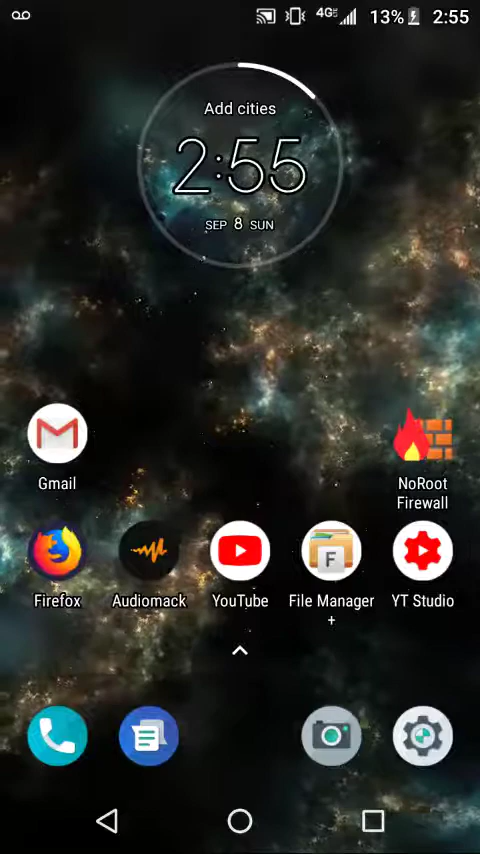 4G 13% 2:55
Add cities
2:55
SEP 8 SUN
Gmail
NoRoot
Firewall
Firefox
Audiomack
YouTube
File Manager
+
YT Studio
F